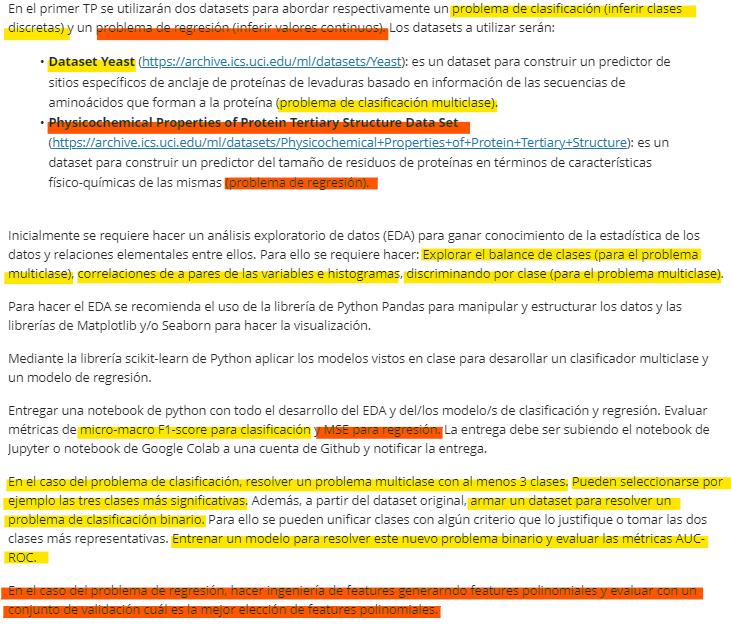 En el primer TP se utilizarán dos datasets para abordar respectivamente un problema de clasificación (inferir clases
discretas) y un problema de regresión (inferir valores continuos). Los datasets a utilizar serán:
• Dataset Yeast (https://archive.ics.uci.edu/ml/datasets/Yeast): es un dataset para construir un predictor de
sitios específicos de anclaje de proteínas de levaduras basado en información de las secuencias de
aminoácidos que forman a la proteína (problema de clasificación multiclase).
• Physicochemical Properties of Protein Tertiary Structure Data Set
(https://archive.ics.uci.edu/ml/datasets/Physicochemical+Properties+of+Protein+Tertiary+Structure): es un
dataset para construir un predictor del tamaño de residuos de proteínas en términos de características
físico-químicas de las mismas (problema de regresión).
Inicialmente se requiere hacer un análisis exploratorio de datos (EDA) para ganar conocimiento de la estadística de los
datos y relaciones elementales entre ellos. Para ello se requiere hacer: Explorar el balance de clases (para el problema
multiclase), correlaciones de a pares de las variables e histogramas, discriminando por clase (para el problema multiclase).
Para hacer el EDA se recomienda el uso de la librería de Python Pandas para manipular y estructurar los datos y las
librerías de Matplotlib y/o Seaborn para hacer la visualización.
Mediante la librería scikit-learn de Python aplicar los modelos vistos en clase para desarollar un clasificador multiclase y
un modelo de regresión.
Entregar una notebook de python con todo el desarrollo del EDA y del/los modelo/s de clasificación y regresión. Evaluar
métricas de micro-macro F1-score para clasificación y MSE para regresión. La entrega debe ser subiendo el notebook de
Jupyter o notebook de Google Colab a una cuenta de Github y notificar la entrega.
En el caso del problema de clasificación, resolver un problema multiclase con al menos 3 clases. Pueden seleccionarse por
ejemplo las tres clases más significativas. Además, a partir del dataset original, armar un dataset para resolver un
problema de clasificación binario. Para ello se pueden unificar clases con algún criterio que lo justifique o tomar las dos
clases más representativas. Entrenar un modelo para resolver este nuevo problema binario y evaluar las métricas AUC-
ROC.
En el caso del problema de regresión, hacer ingeniería de features generarndo features polinomiales y evaluar con un
conjunto de validación cuál es la mejor elección de features polinomiales.